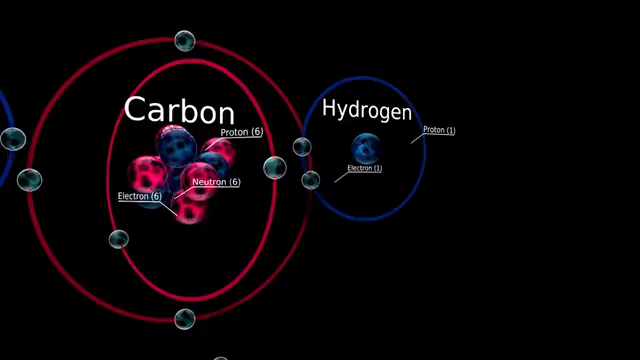 Carbon
Proton (6)
Neutron (6)
Electron (6)
Hydrogen
Proton (1)
Electron (1)